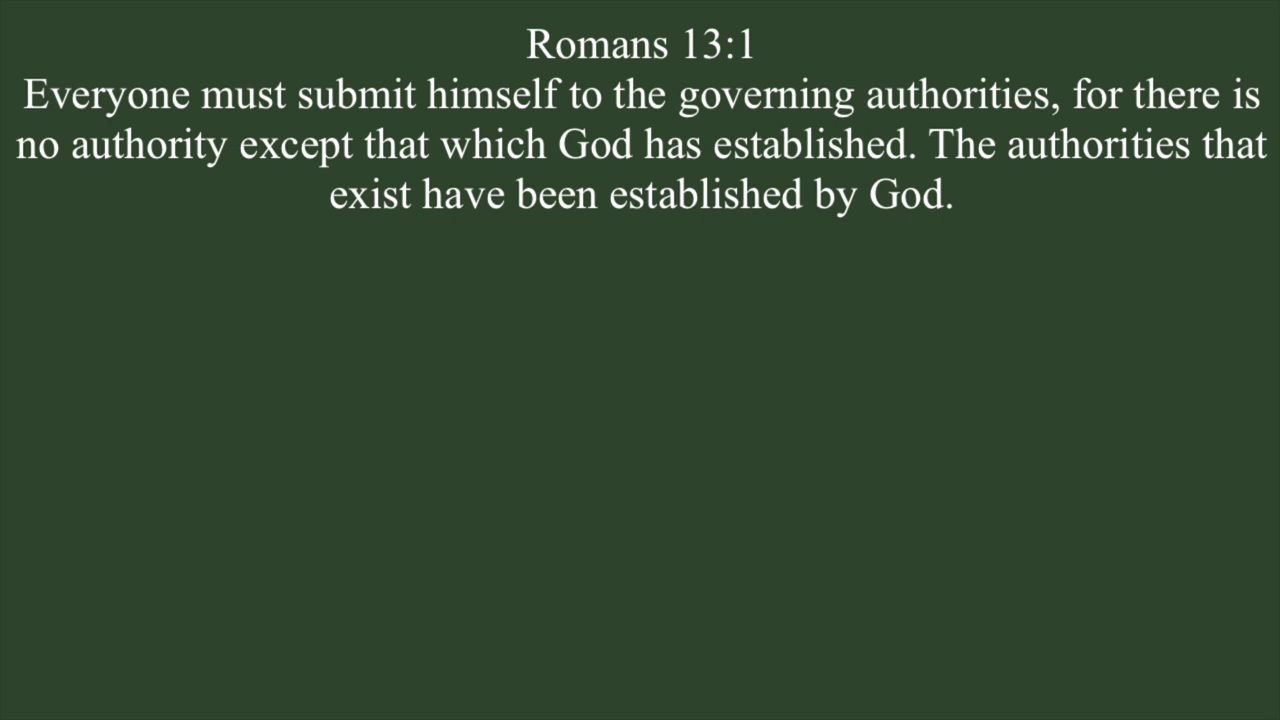 Romans 13:1
Everyone must submit himself to the governing authorities, for there is
no authority except that which God has established. The authorities that
exist have been established by God.